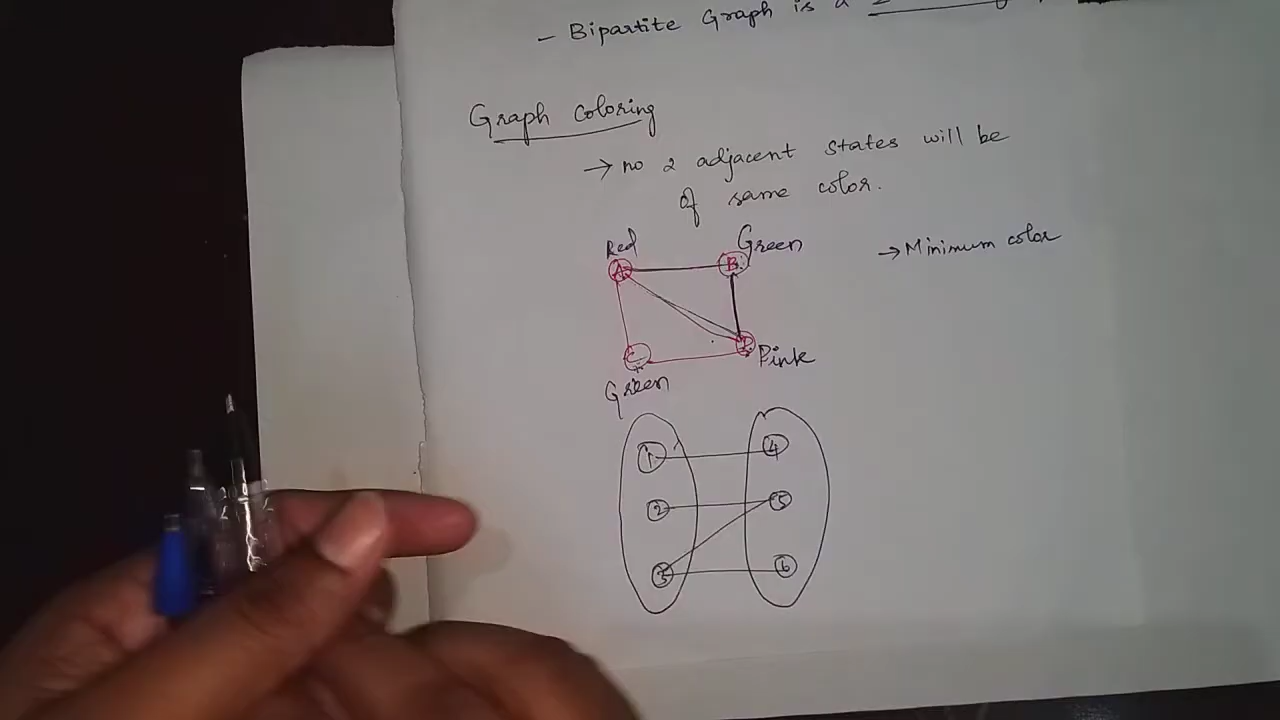 - Bipartite Graph is a
Graph Coloring
→ no 2 adjacent states will be
of same color.
Red
Green
→ Minimum color
A
B
C
D
Pink
Green
1
4
2
5
3
6